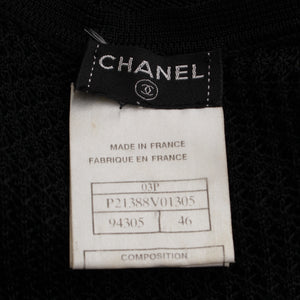 CHANEL
MADE IN FRANCE
FABRIQUE EN FRANCE
03P
P21388V01305
94305 46
COMPOSITION